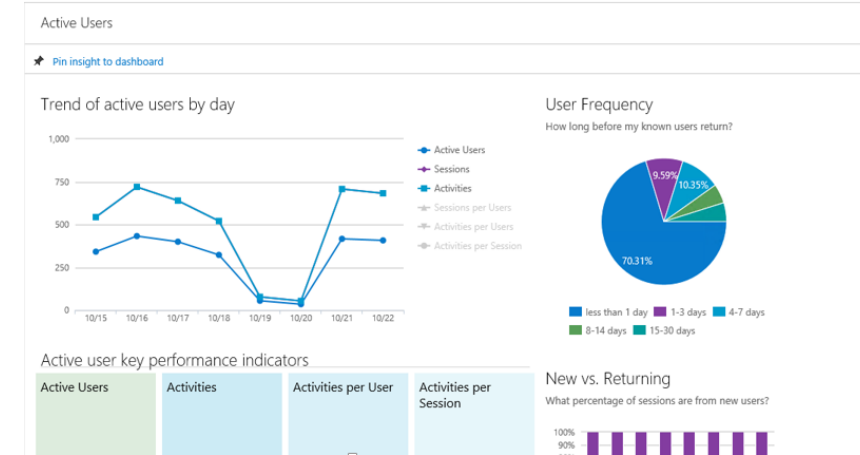 Active Users
Pin insight to dashboard
Trend of active users by day
1,000
750
500
250
0
10/15 10/16 10/17 10/18 10/19 10/20 10/21 10/22
Active Users
Sessions
Activities
Sessions per Users
Activities per Users
Activities per Session
User Frequency
How long before my known users return?
9.59%
10.35%
70.31%
less than 1 day 1-3 days 4-7 days
8-14 days 15-30 days
Active user key performance indicators
Active Users
Activities
Activities per User
Activities per
Session
New vs. Returning
What percentage of sessions are from new users?
100%
90%